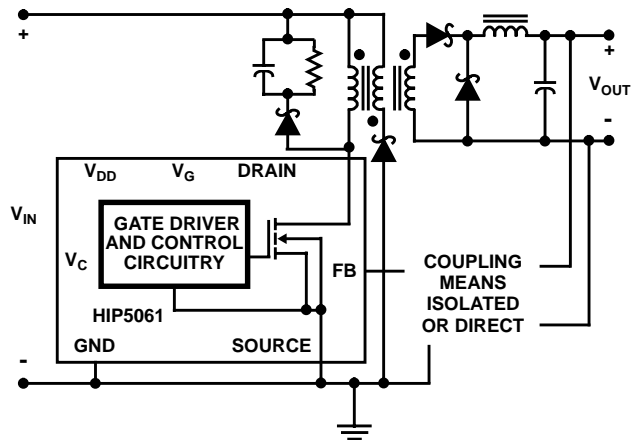 +
+
V_OUT
-
V_DD
V_G
DRAIN
V_IN
GATE DRIVER
AND CONTROL
CIRCUITRY
V_C
FB
COUPLING
MEANS
ISOLATED
OR DIRECT
HIP5061
GND
SOURCE
-